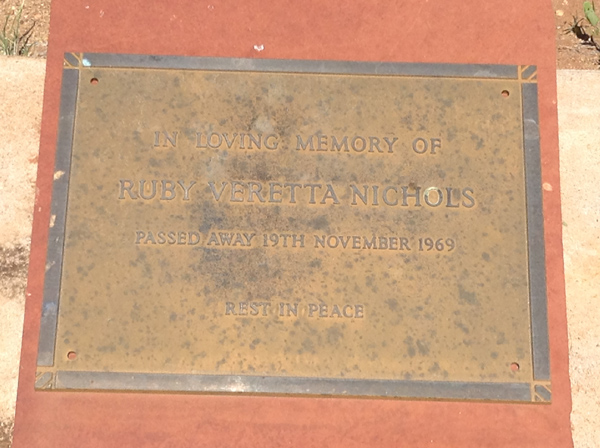 IN LOVING MEMORY OF
RUBY VERETTA NICHOLS
PASSED AWAY 19TH NOVEMBER 1969
REST IN PEACE